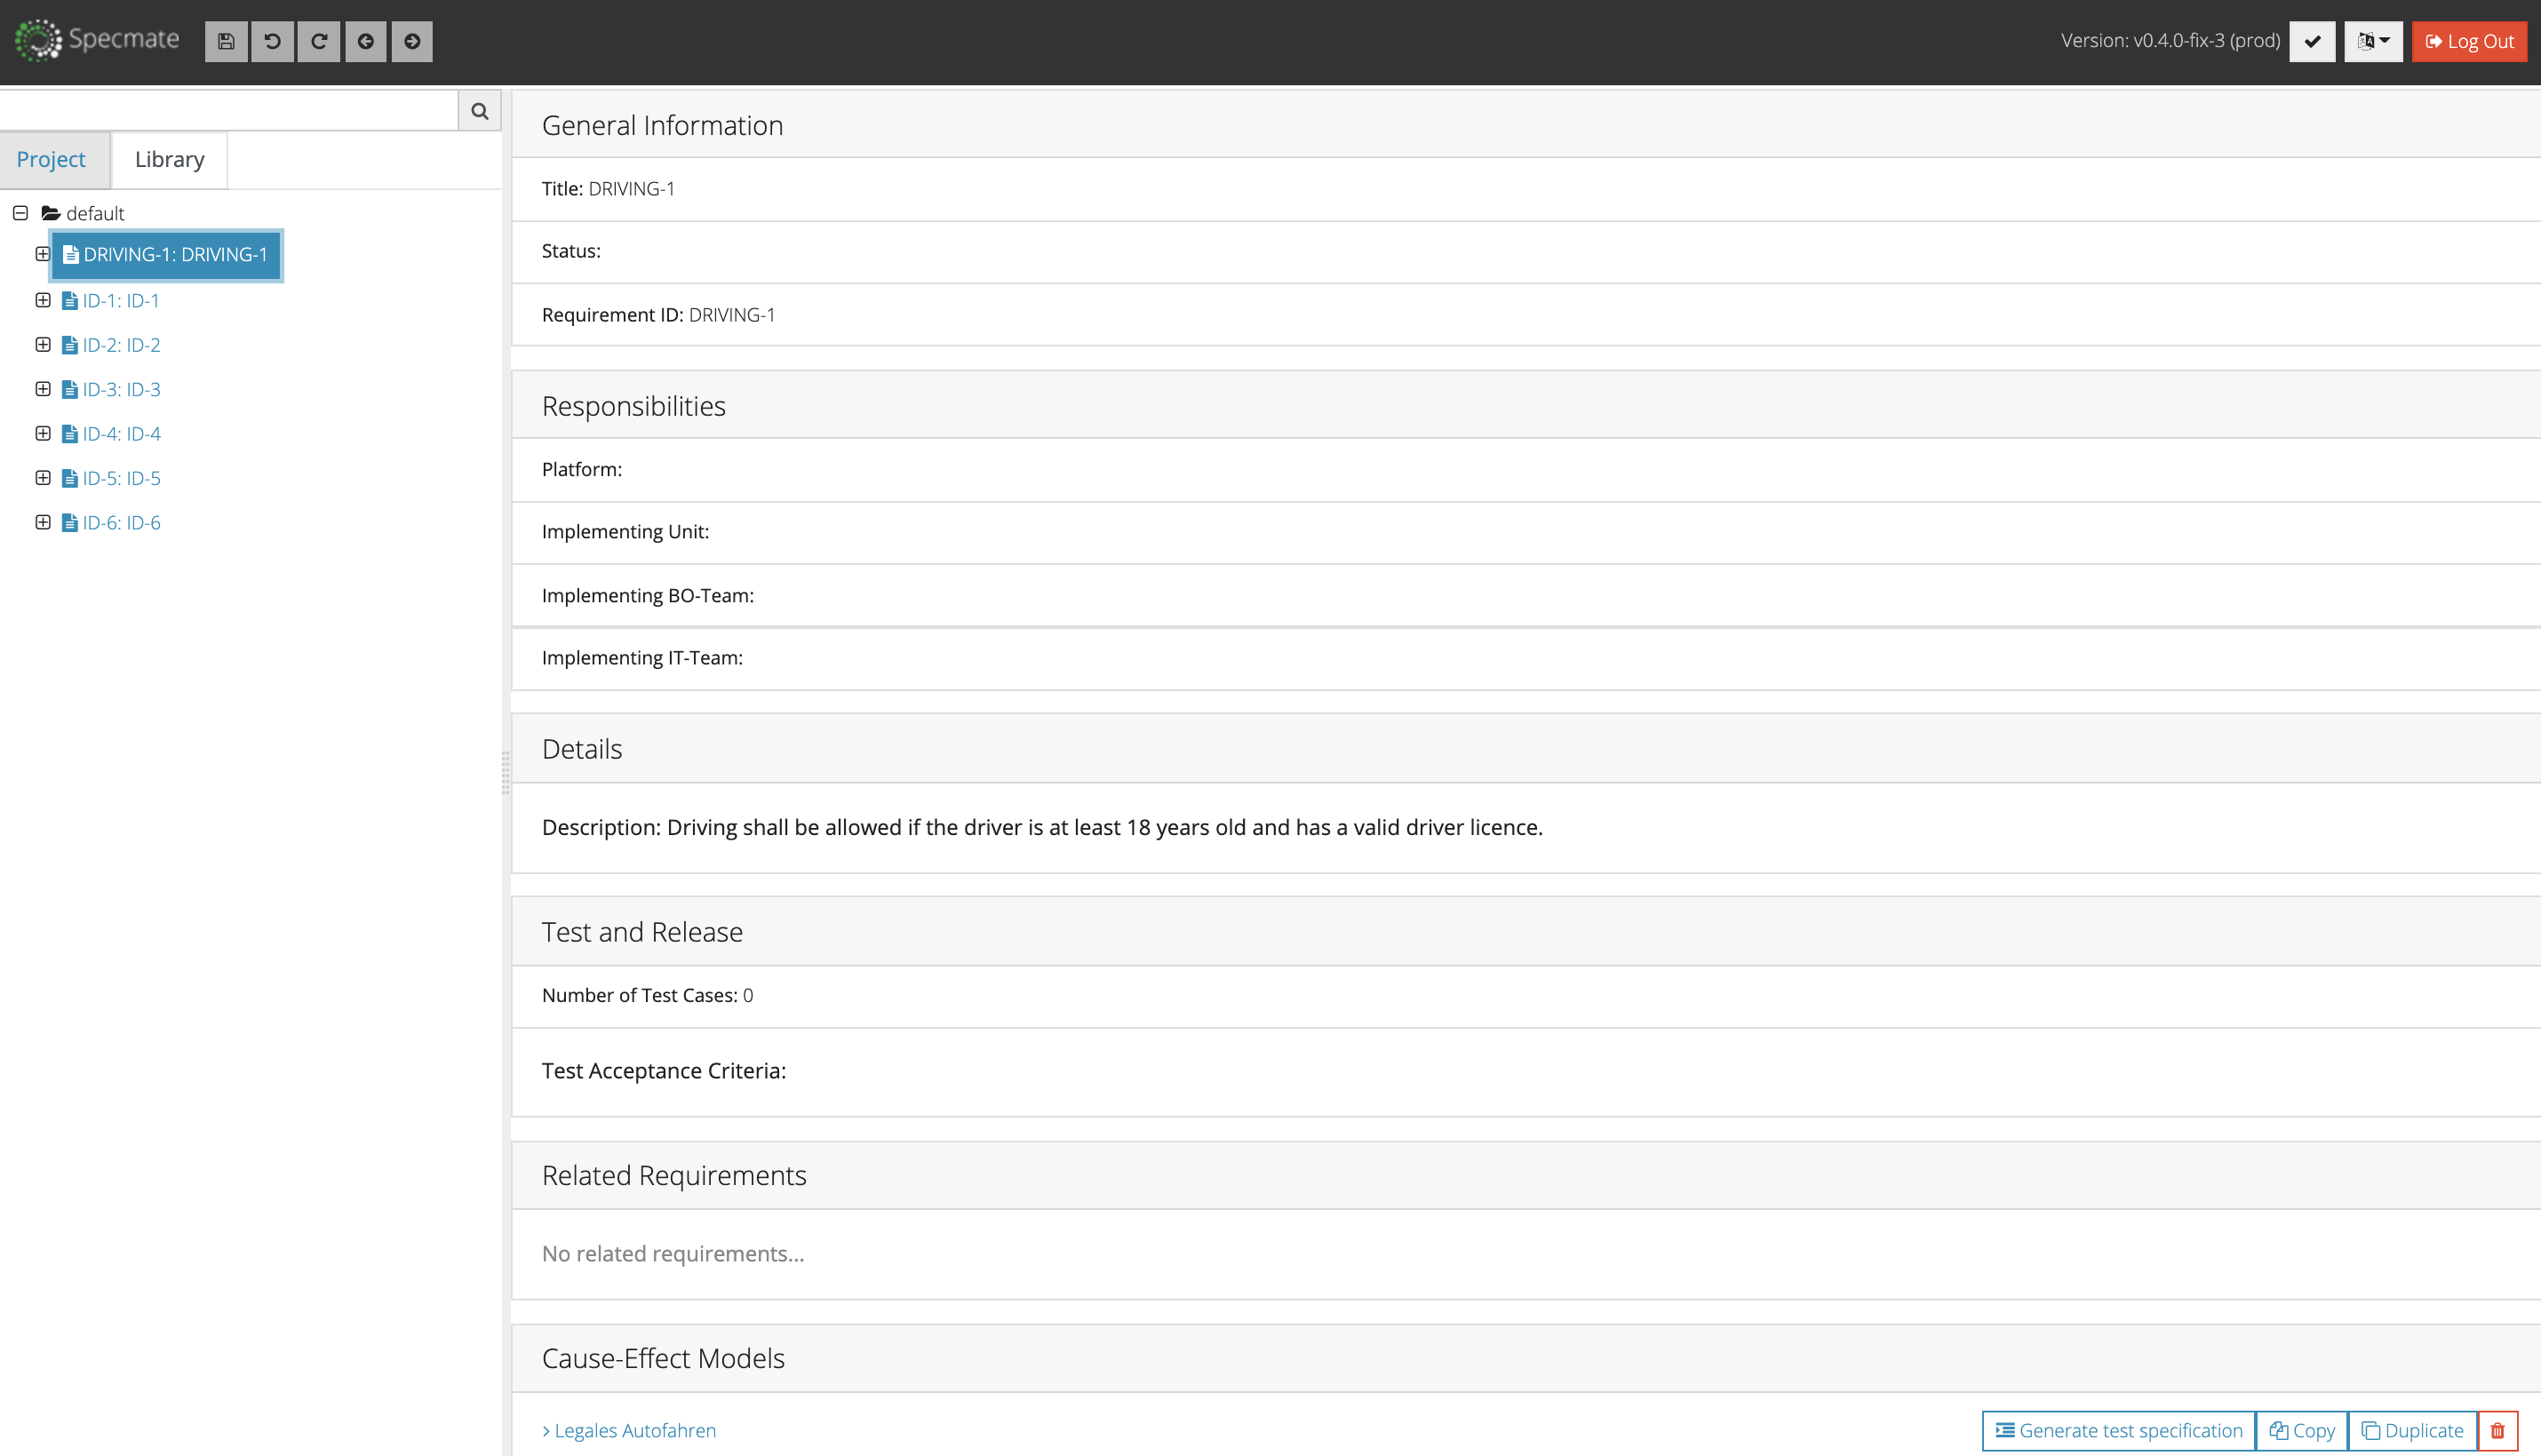 Specmate
Version: v0.4.0-fix-3 (prod)
Log Out
Project
Library
default
DRIVING-1: DRIVING-1
ID-1: ID-1
ID-2: ID-2
ID-3: ID-3
ID-4: ID-4
ID-5: ID-5
ID-6: ID-6
General Information
Title: DRIVING-1
Status:
Requirement ID: DRIVING-1
Responsibilities
Platform:
Implementing Unit:
Implementing BO-Team:
Implementing IT-Team:
Details
Description: Driving shall be allowed if the driver is at least 18 years old and has a valid driver licence.
Test and Release
Number of Test Cases: 0
Test Acceptance Criteria:
Related Requirements
No related requirements...
Cause-Effect Models
Legales Autofahren
Generate test specification
Copy
Duplicate